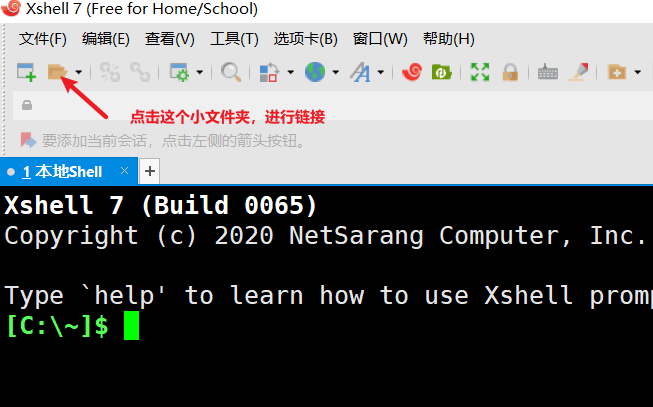 Xshell 7 (Free for Home/School)
文件(F) 编辑(E) 查看(V) 工具(T) 选项卡(B) 窗口(W) 帮助(H)
点击这个小文件夹，进行链接
要添加当前会话，点击左侧的箭头按钮。
1 本地Shell × +
Xshell 7 (Build 0065)
Copyright (c) 2020 NetSarang Computer, Inc.
Type `help' to learn how to use Xshell prom
[C:\~]$